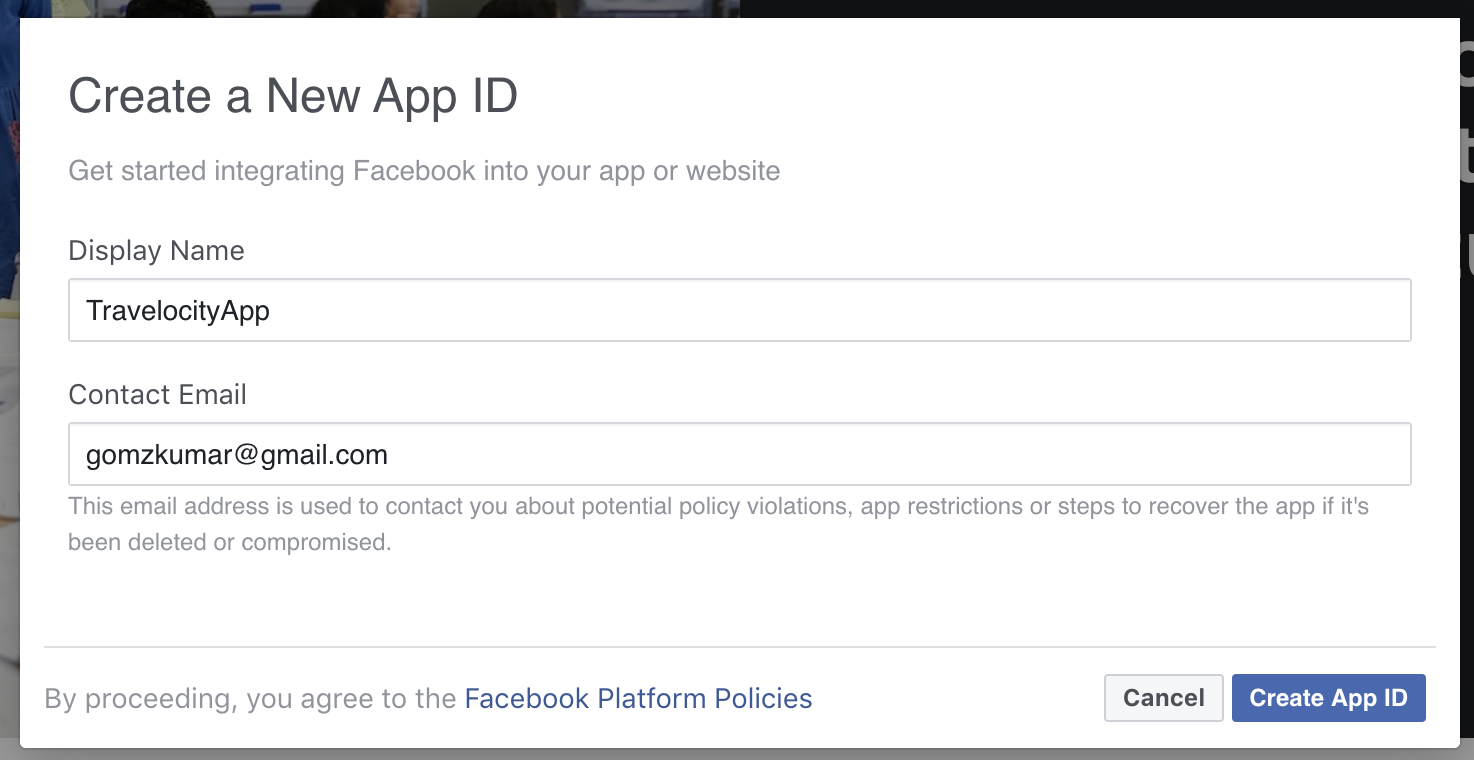 Create a New App ID
Get started integrating Facebook into your app or website
Display Name
TravelocityApp
Contact Email
gomzkumar@gmail.com
This email address is used to contact you about potential policy violations, app restrictions or steps to recover the app if it's
been deleted or compromised.
By proceeding, you agree to the Facebook Platform Policies
Cancel
Create App ID